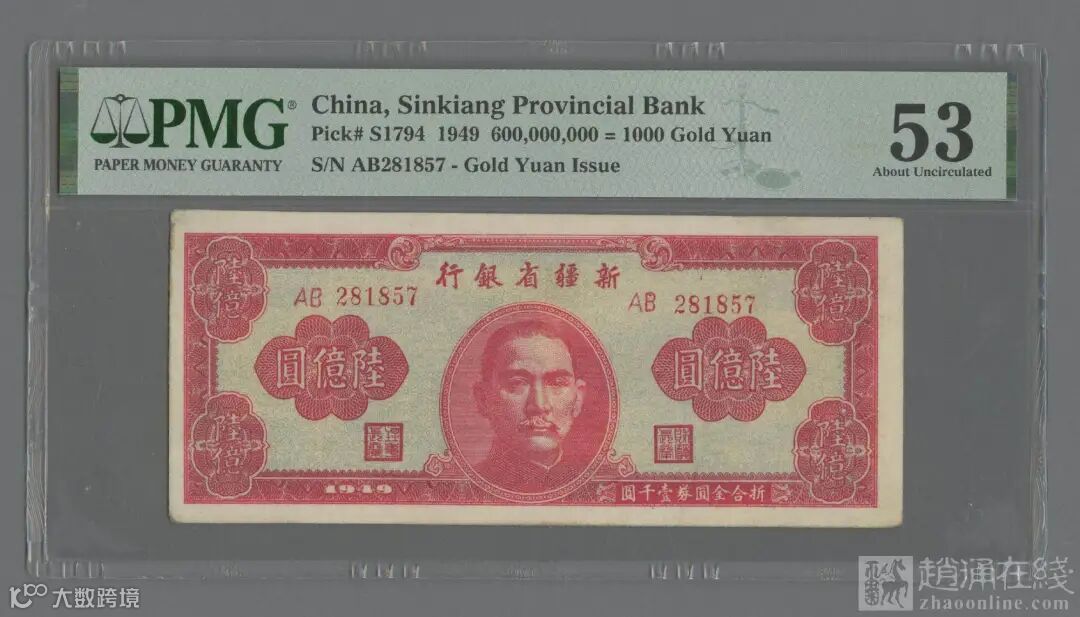 PMG®
PAPER MONEY GUARANTY
China, Sinkiang Provincial Bank
Pick# S1794 1949 600,000,000 = 1000 Gold Yuan
S/N AB281857 - Gold Yuan Issue
53
About Uncirculated
行銀省疆新
陸億
陸億
AB 281857
AB 281857
圓億陸
圓億陸
陸億
陸億
1949
圓千壹券圓金合折
大数跨境
趙涌在綫
zhaoonline.com